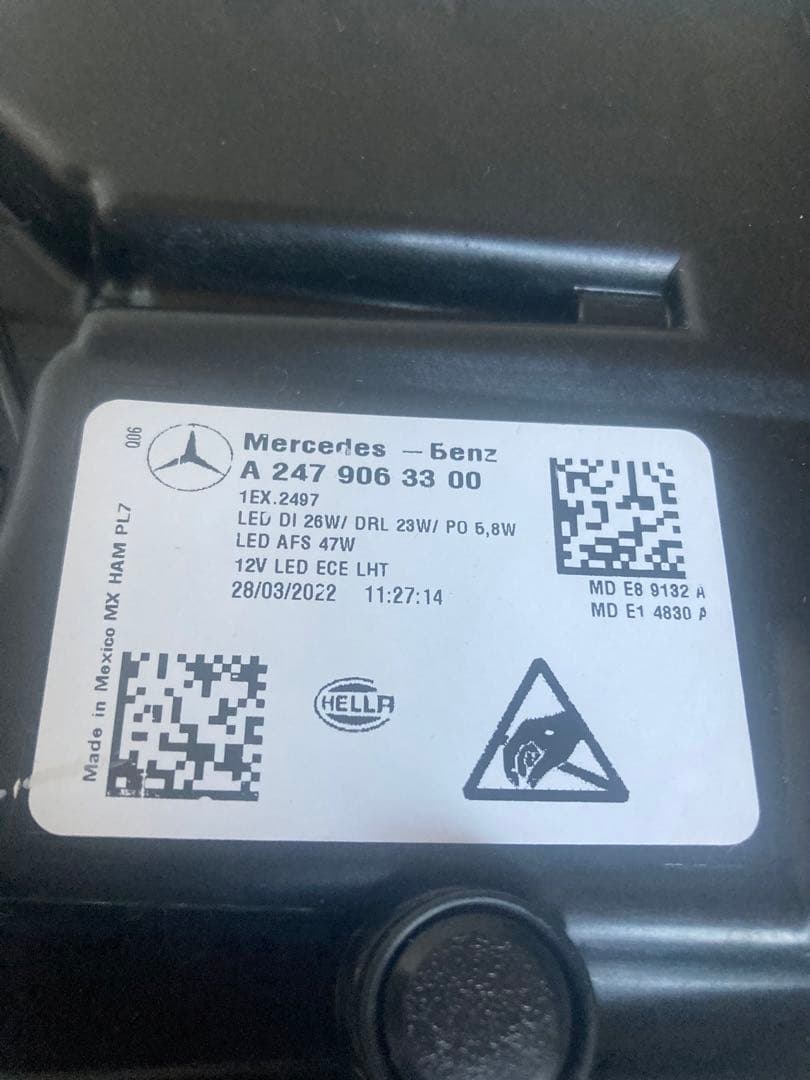 006
Mercedes - Benz
A 247 906 33 00
1EX.2497
LED DI 26W/ DRL 23W/ PO 5,8W
LED AFS 47W
12V LED ECE LHT
28/03/2022 11:27:14
MD E8 9132 A
MD E1 4830 A
Made in Mexico MX HAM PL7
HELLA